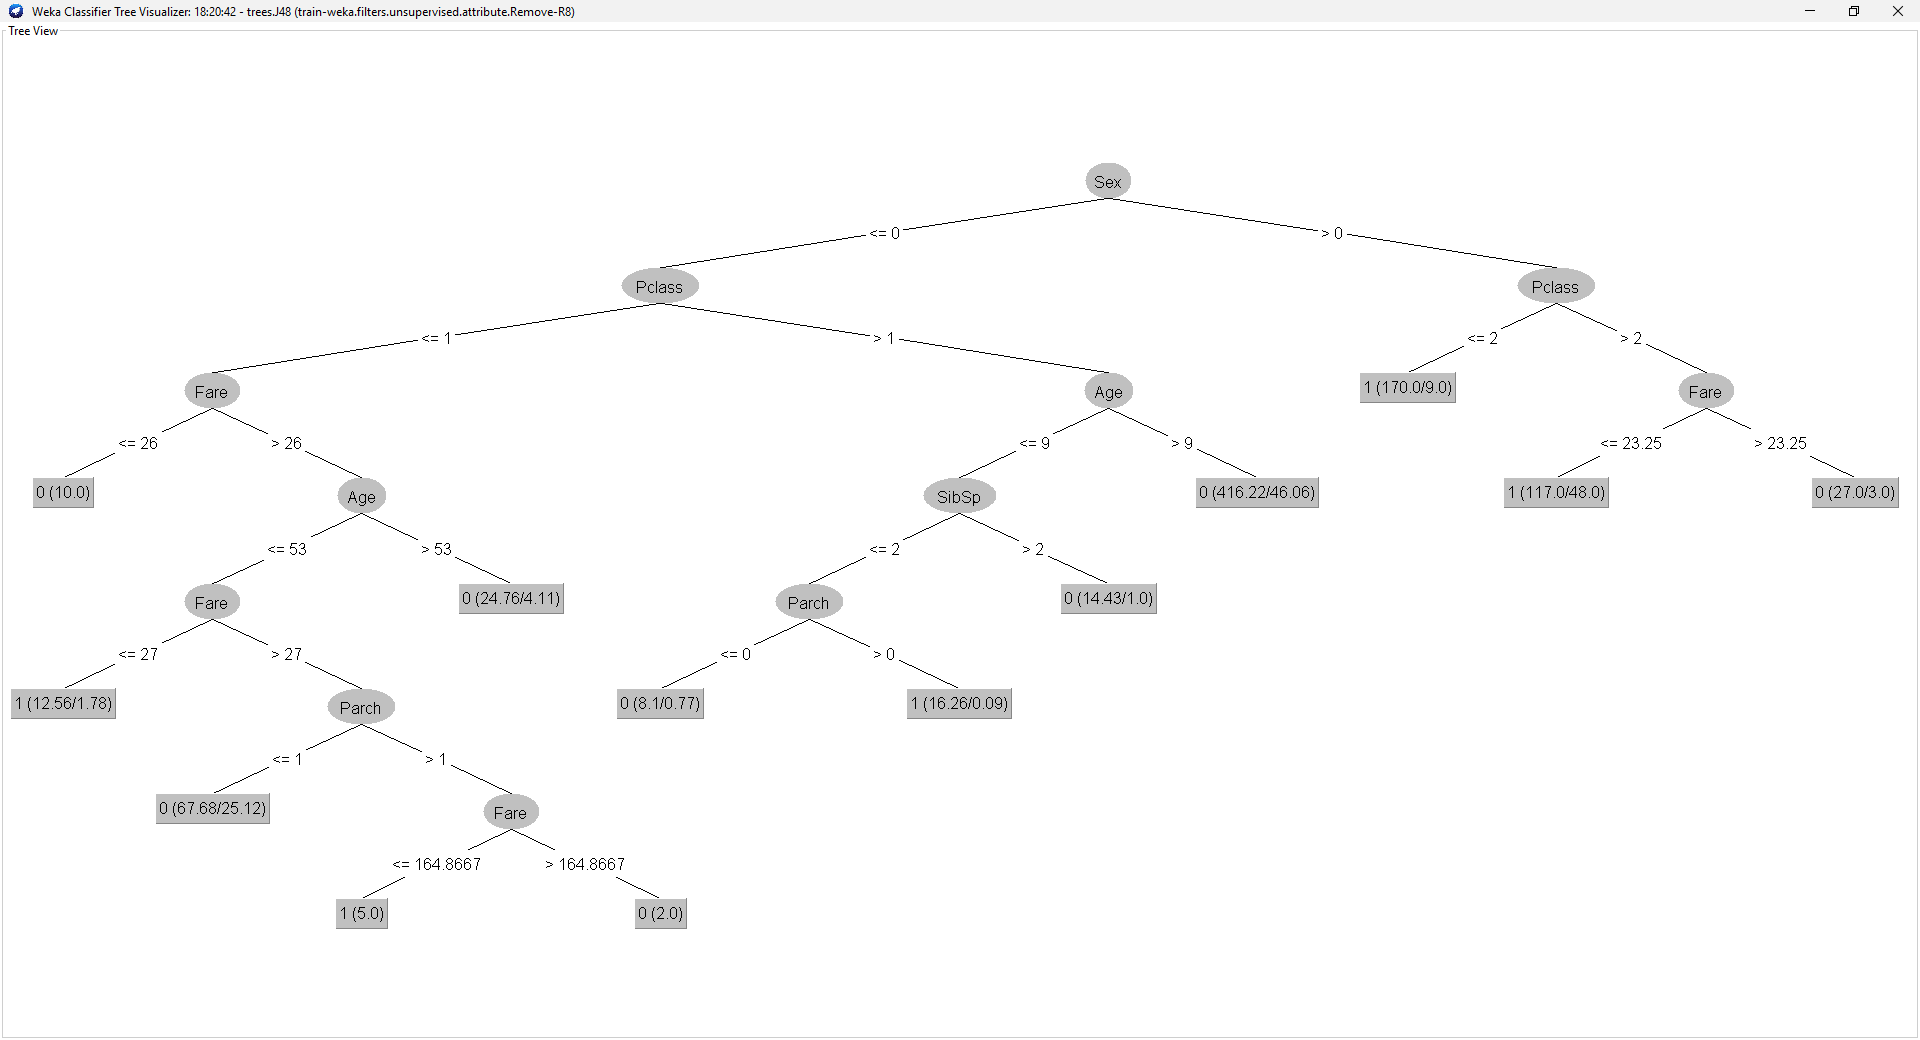 Weka Classifier Tree Visualizer: 18:20:42 - trees.J48 (train-weka.filters.unsupervised.attribute.Remove-R8)
Tree View
Sex
<= 0
> 0
Pclass
Pclass
<= 1
> 1
<= 2
> 2
Fare
Age
1 (170.0/9.0)
Fare
<= 26
> 26
<= 9
> 9
<= 23.25
> 23.25
0 (10.0)
Age
SibSp
0 (416.22/46.06)
1 (117.0/48.0)
0 (27.0/3.0)
<= 53
> 53
<= 2
> 2
Fare
0 (24.76/4.11)
Parch
0 (14.43/1.0)
<= 27
> 27
<= 0
> 0
1 (12.56/1.78)
Parch
0 (8.1/0.77)
1 (16.26/0.09)
<= 1
> 1
0 (67.68/25.12)
Fare
<= 164.8667
> 164.8667
1 (5.0)
0 (2.0)